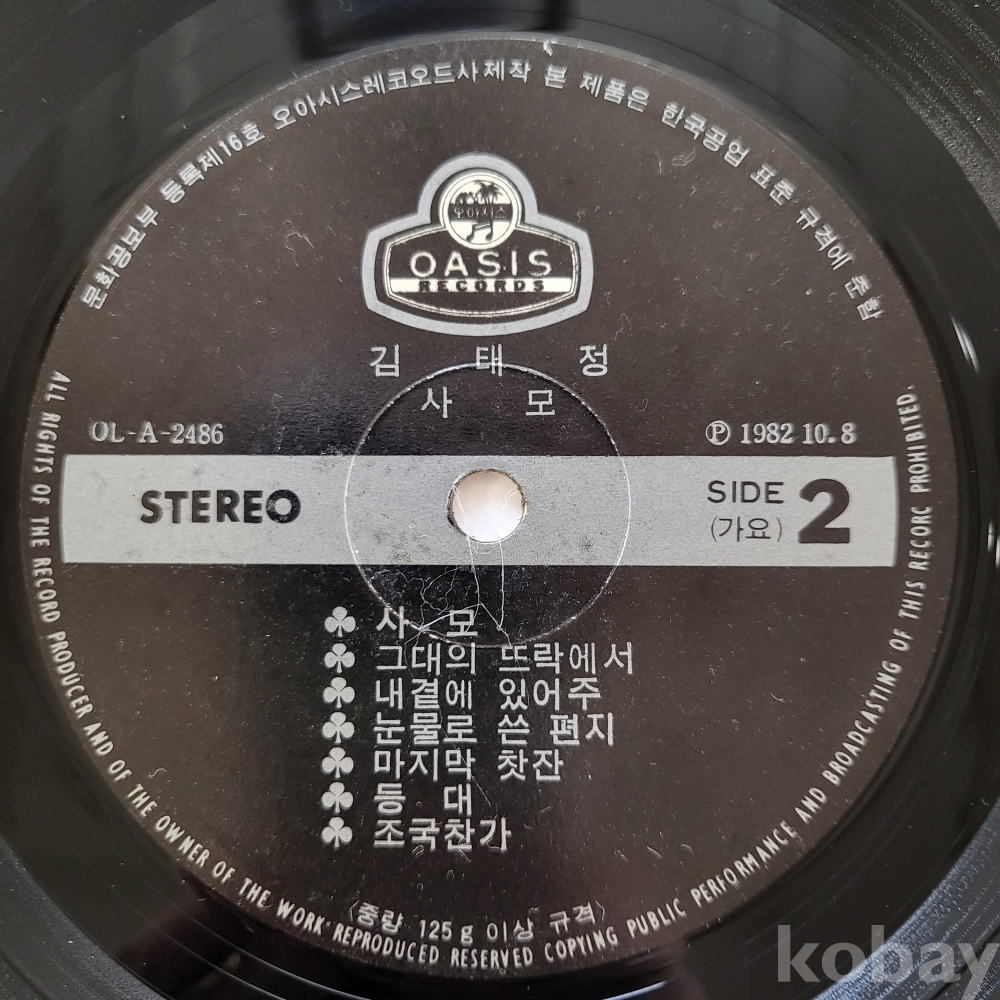 문화공보부 등록제16호 오아시스레코오드사제작 본 제품은 한국공업 표준 규격에 준함
오아시스
OASIS
RECORDS
김 태 정
사 모
OL-A-2486
Ⓟ 1982 10.8
STEREO
SIDE 2
(가요)
♣ 사 모
♣ 그대의 뜨락에서
♣ 내곁에 있어주
♣ 눈물로 쓴 편지
♣ 마지막 찻잔
♣ 등 대
♣ 조국찬가
〈중량 125g 이상 규격〉
ALL RIGHTS OF THE RECORD PRODUCER AND OF THE OWNER OF THE WORK·REPRODUCED RESERVED COPYING PUBLIC PERFORMANCE AND BROADCASTING OF THIS RECORC PROHIBITED.
kobay